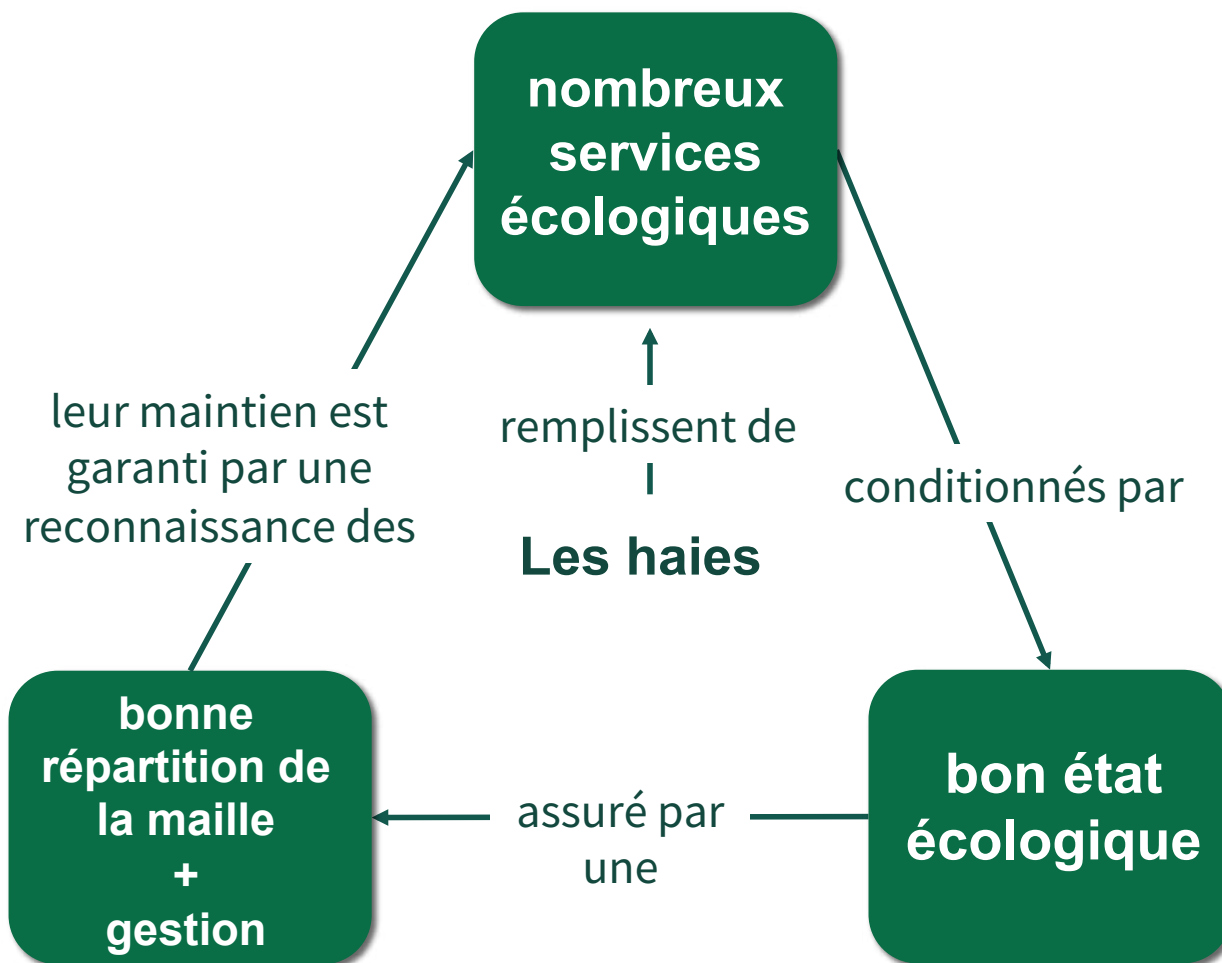 nombreux
services
écologiques
leur maintien est
garanti par une
reconnaissance des
remplissent de
conditionnés par
Les haies
bonne
répartition de
la maille
+
gestion
assuré par
une
bon état
écologique